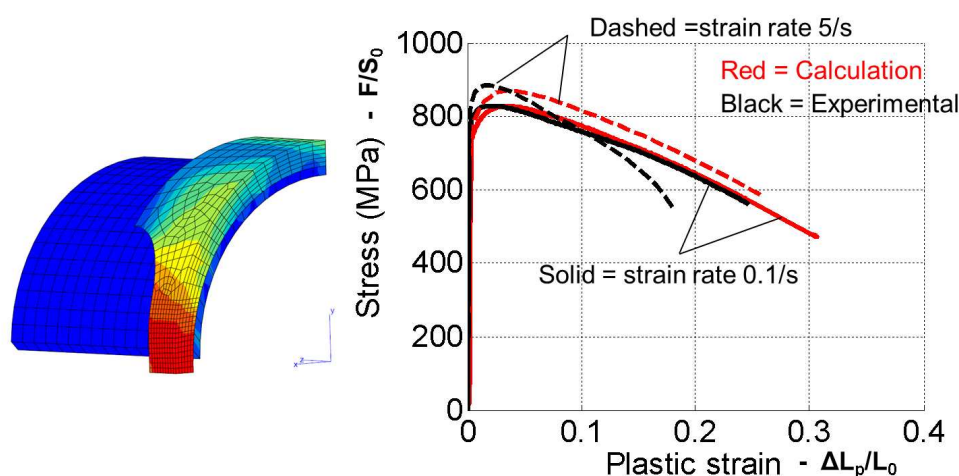 Dashed =strain rate 5/s
1000
Red = Calculation
Black = Experimental
800
600
400
Solid = strain rate 0.1/s
200
0
0 0.1 0.2 0.3 0.4
Stress (MPa) - F/S₀
Plastic strain - ΔLₚ/L₀
y
z
x